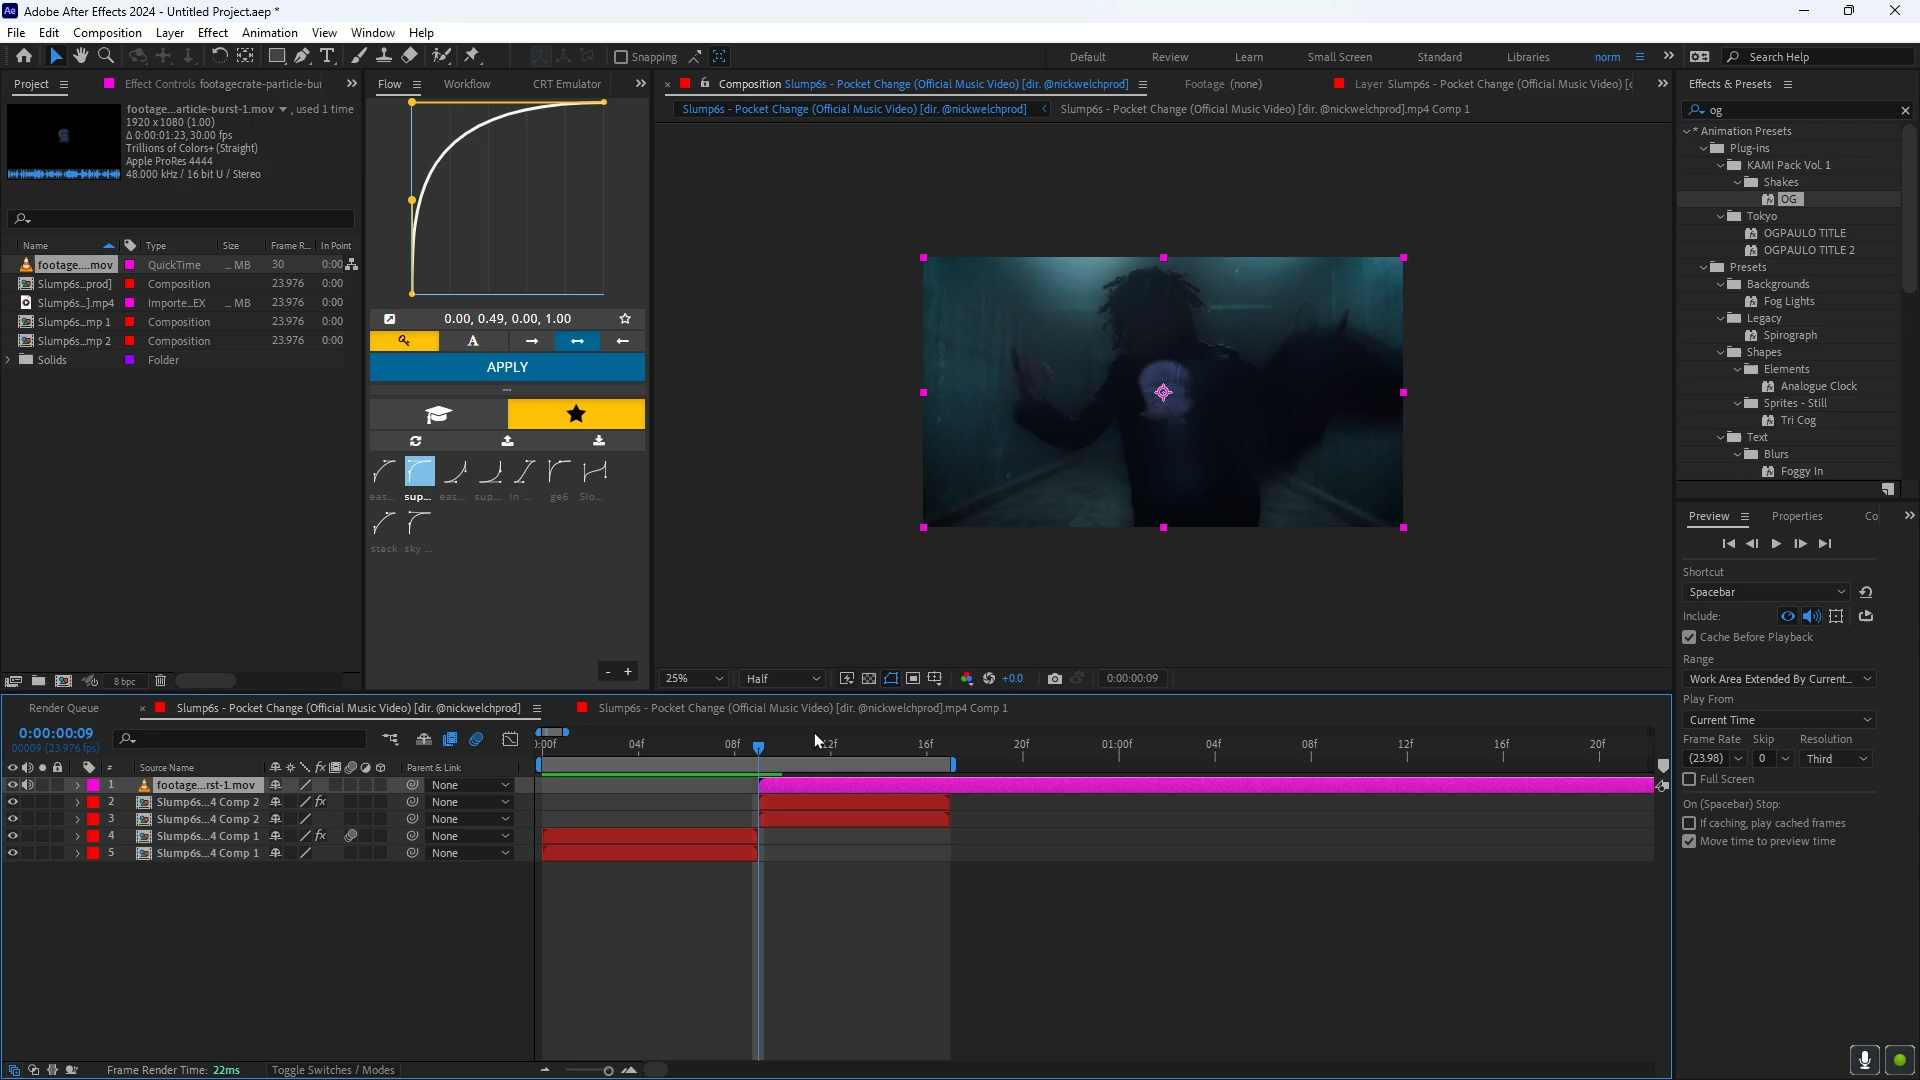 Adobe After Effects 2024 - Untitled Project.aep *
File Edit Composition Layer Effect Animation View Window Help
Snapping
Default Review Learn Small Screen Standard Libraries norm Search Help
Project Effect Controls footagecrate-particle-bur
Flow Workflow CRT Emulator
Composition Slump6s - Pocket Change (Official Music Video) [dir. @nickwelchprod] Footage (none) Layer Slump6s - Pocket Change (Official Music Video) [c
Effects & Presets
Slump6s - Pocket Change (Official Music Video) [dir. @nickwelchprod] Slump6s - Pocket Change (Official Music Video) [dir. @nickwelchprod].mp4 Comp 1
footage...article-burst-1.mov , used 1 time
1920 x 1080 (1.00)
Δ 0:00:01:23, 30.00 fps
Trillions of Colors+ (Straight)
Apple ProRes 4444
48.000 kHz / 16 bit U / Stereo
Name Type Size Frame R... In Point
footage....mov QuickTime ... MB 30 0:00
Slump6s...prod] Composition 23.976 0:00
Slump6s...].mp4 Importe...EX ... MB 23.976 0:00
Slump6s...mp 1 Composition 23.976 0:00
Slump6s...mp 2 Composition 23.976 0:00
Solids Folder
8 bpc
0.00, 0.49, 0.00, 1.00
A
APPLY
eas... sup... eas... sup... In ... ge6 Slo...
stack sky ...
- +
25% Half +0.0 0:00:00:09
og
* Animation Presets
Plug-ins
KAMI Pack Vol. 1
Shakes
OG
Tokyo
OGPAULO TITLE
OGPAULO TITLE 2
Presets
Backgrounds
Fog Lights
Legacy
Spirograph
Shapes
Elements
Analogue Clock
Sprites - Still
Tri Cog
Text
Blurs
Foggy In
Preview Properties Co
Shortcut
Spacebar
Include:
Cache Before Playback
Range
Work Area Extended By Current...
Play From
Current Time
Frame Rate Skip Resolution
(23.98) 0 Third
Full Screen
On (Spacebar) Stop:
If caching, play cached frames
Move time to preview time
Render Queue Slump6s - Pocket Change (Official Music Video) [dir. @nickwelchprod] Slump6s - Pocket Change (Official Music Video) [dir. @nickwelchprod].mp4 Comp 1
0:00:00:09
00009 (23.976 fps)
:00f 04f 08f 12f 16f 20f 01:00f 04f 08f 12f 16f 20f
# Source Name Parent & Link
1 footage...rst-1.mov None
2 Slump6s...4 Comp 2 None
3 Slump6s...4 Comp 2 None
4 Slump6s...4 Comp 1 None
5 Slump6s...4 Comp 1 None
Frame Render Time: 22ms Toggle Switches / Modes